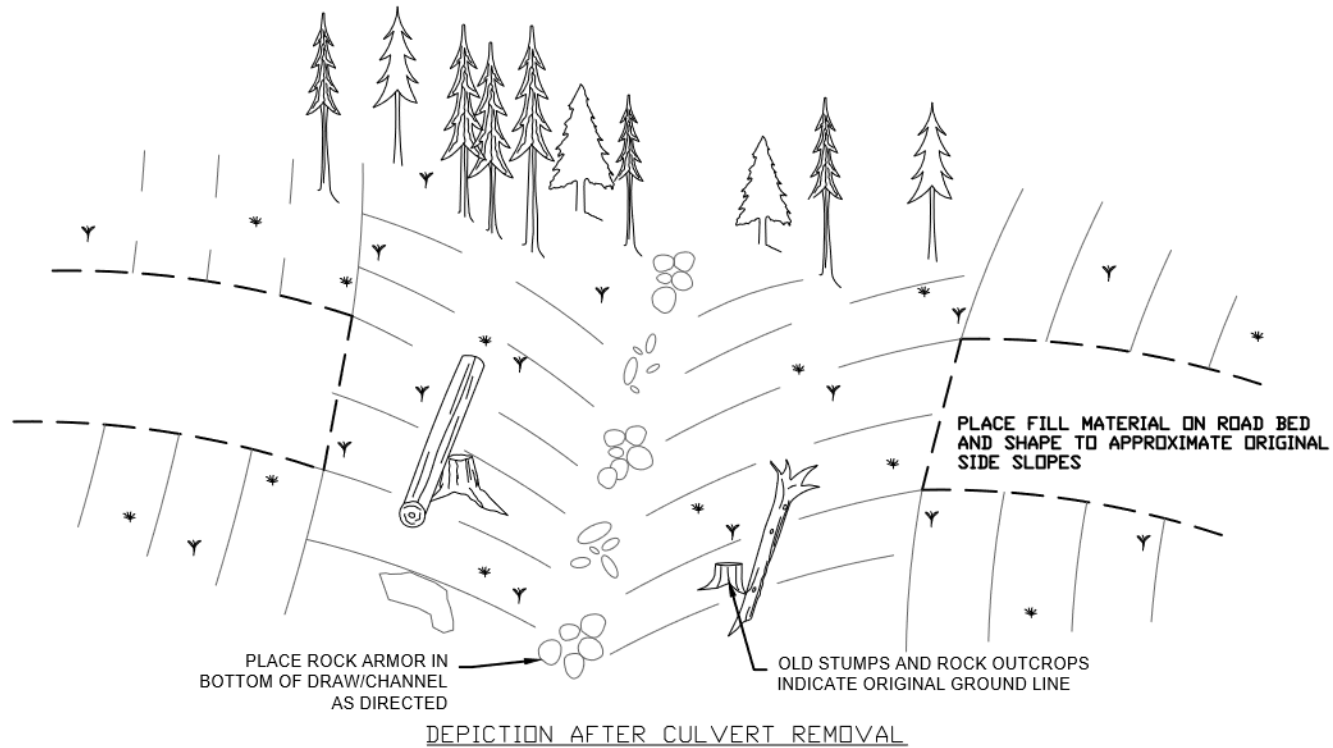 PLACE FILL MATERIAL ON ROAD BED
AND SHAPE TO APPROXIMATE ORIGINAL
SIDE SLOPES
PLACE ROCK ARMOR IN
BOTTOM OF DRAW/CHANNEL
AS DIRECTED
OLD STUMPS AND ROCK OUTCROPS
INDICATE ORIGINAL GROUND LINE
DEPICTION AFTER CULVERT REMOVAL